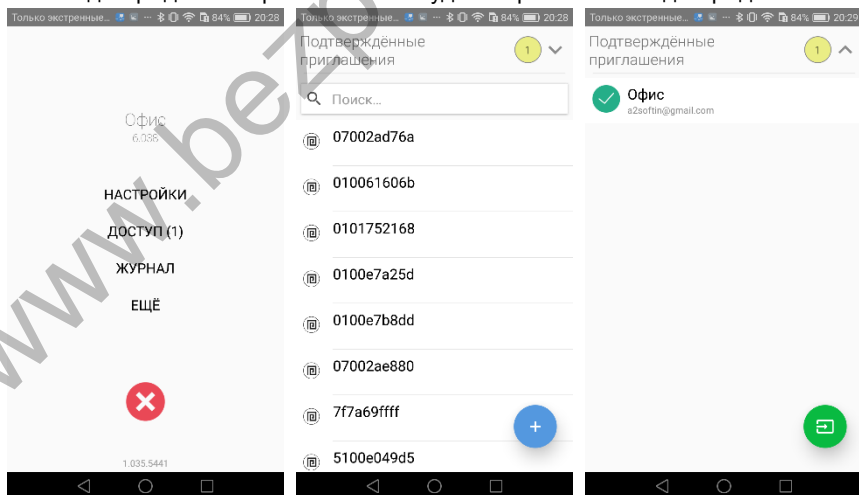 Только экстренные... 84% 20:28
Офис
6.038
НАСТРОЙКИ
ДОСТУП (1)
ЖУРНАЛ
ЕЩЁ
1.035.5441
Только экстренные... 84% 20:28
Подтверждённые
приглашения
1
Поиск...
07002ad76a
010061606b
0101752168
0100e7a25d
0100e7b8dd
07002ae880
7f7a69ffff
5100e049d5
Только экстренные... 84% 20:29
Подтверждённые
приглашения
1
Офис
a2softin@gmail.com
www.bezp